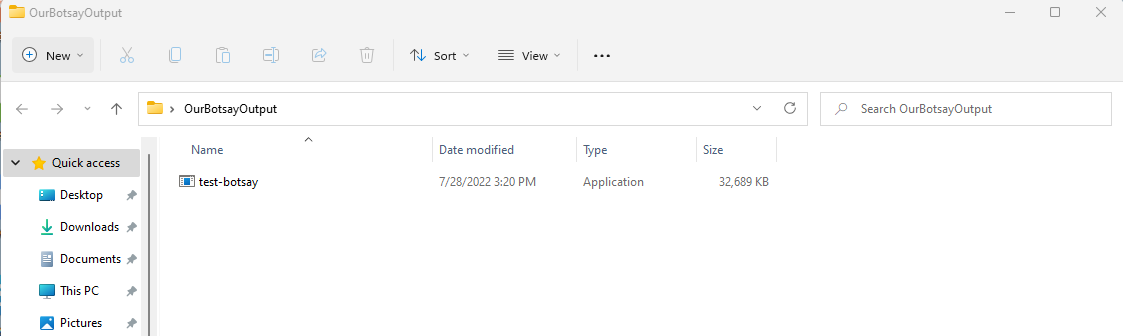 OurBotsayOutput
New Sort View
OurBotsayOutput Search OurBotsayOutput
Name Date modified Type Size
Quick access
test-botsay 7/28/2022 3:20 PM Application 32,689 KB
Desktop
Downloads
Documents
This PC
Pictures